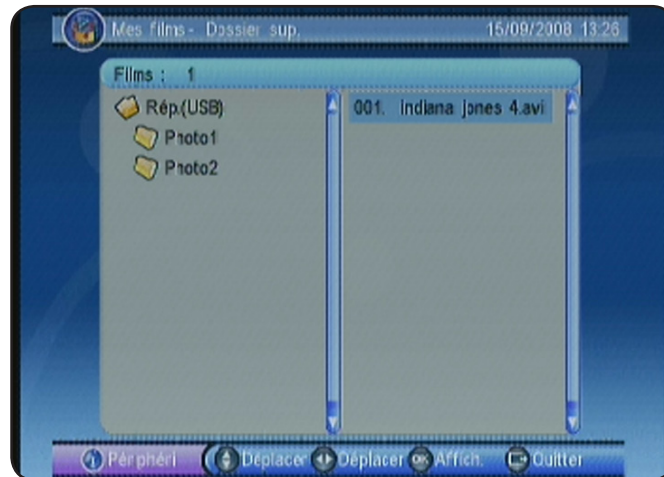 Mes films - Dossier sup. 15/09/2008 13:26
Films : 1
Rép.(USB)
Photo1
Photo2
001. indiana jones 4.avi
Périphéri Déplacer Déplacer OK Affich. Quitter